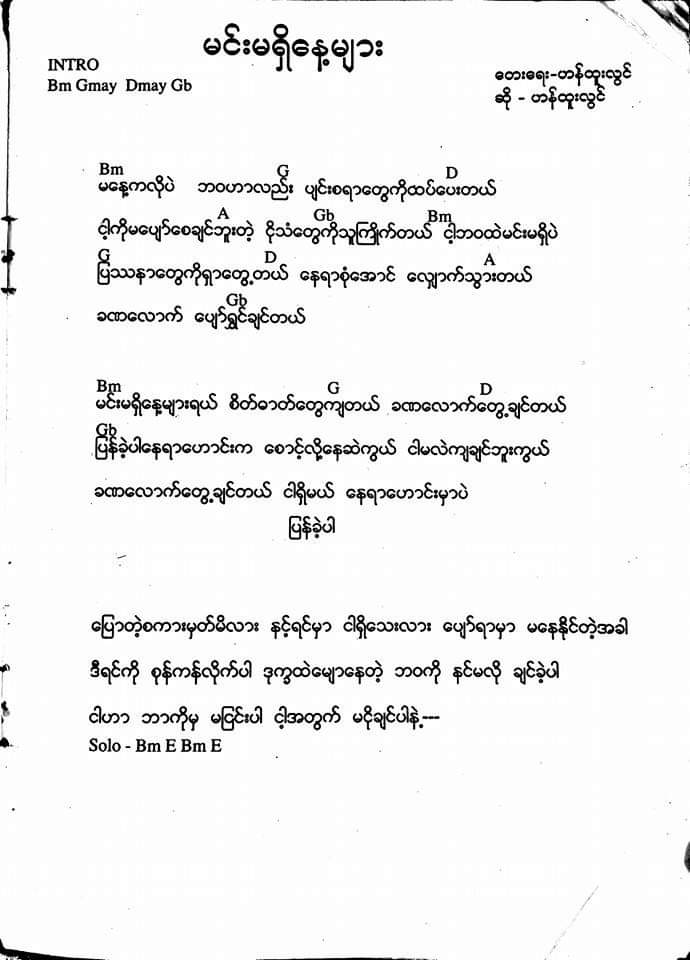 မင်းမရှိနေ့များ
INTRO
Bm Gmay Dmay Gb
တေးရေး-ဟန်ထူးလွင်
ဆို - ဟန်ထူးလွင်
Bm G D
မနေ့ကလိုပဲ ဘဝဟာလည်း ပျင်းစရာတွေကိုထပ်ပေးတယ်
A Gb Bm
ငါ့ကိုမပျော်စေချင်ဘူးတဲ့ ငိုသံတွေကိုသူကြိုက်တယ် ငါ့ဘဝထဲမင်းမရှိပဲ
G D A
ပြဿနာတွေကိုရှာတွေ့တယ် နေရာစုံအောင် လျှောက်သွားတယ်
Gb
ခဏလောက် ပျော်ရွှင်ချင်တယ်
Bm G D
မင်းမရှိနေ့များရယ် စိတ်ဓာတ်တွေကျတယ် ခဏလောက်တွေ့ချင်တယ်
Gb
ပြန်ခဲ့ပါနေရာဟောင်းက စောင့်လို့နေဆဲကွယ် ငါမလဲကျချင်ဘူးကွယ်
ခဏလောက်တွေ့ချင်တယ် ငါရှိမယ် နေရာဟောင်းမှာပဲ
ပြန်ခဲ့ပါ
ပြောတဲ့စကားမှတ်မိလား နင့်ရင်မှာ ငါရှိသေးလား ပျော်ရာမှာ မနေနိုင်တဲ့အခါ
ဒီရင်ကို စုန်ကန်လိုက်ပါ ဒုက္ခထဲမျောနေတဲ့ ဘဝကို နင်မလို ချင်ခဲ့ပါ
ငါဟာ ဘာကိုမှ မငြင်းပါ ငါ့အတွက် မငိုချင်ပါနဲ့---
Solo - Bm E Bm E